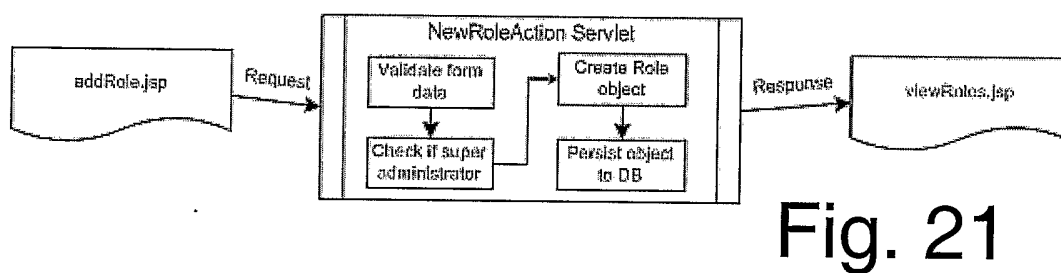 NewRoleAction Servlet
addRole.jsp
Request
Validate form
data
Check if super
administrator
Create Role
object
Persist object
to DB
Response
viewRoles.jsp
Fig. 21